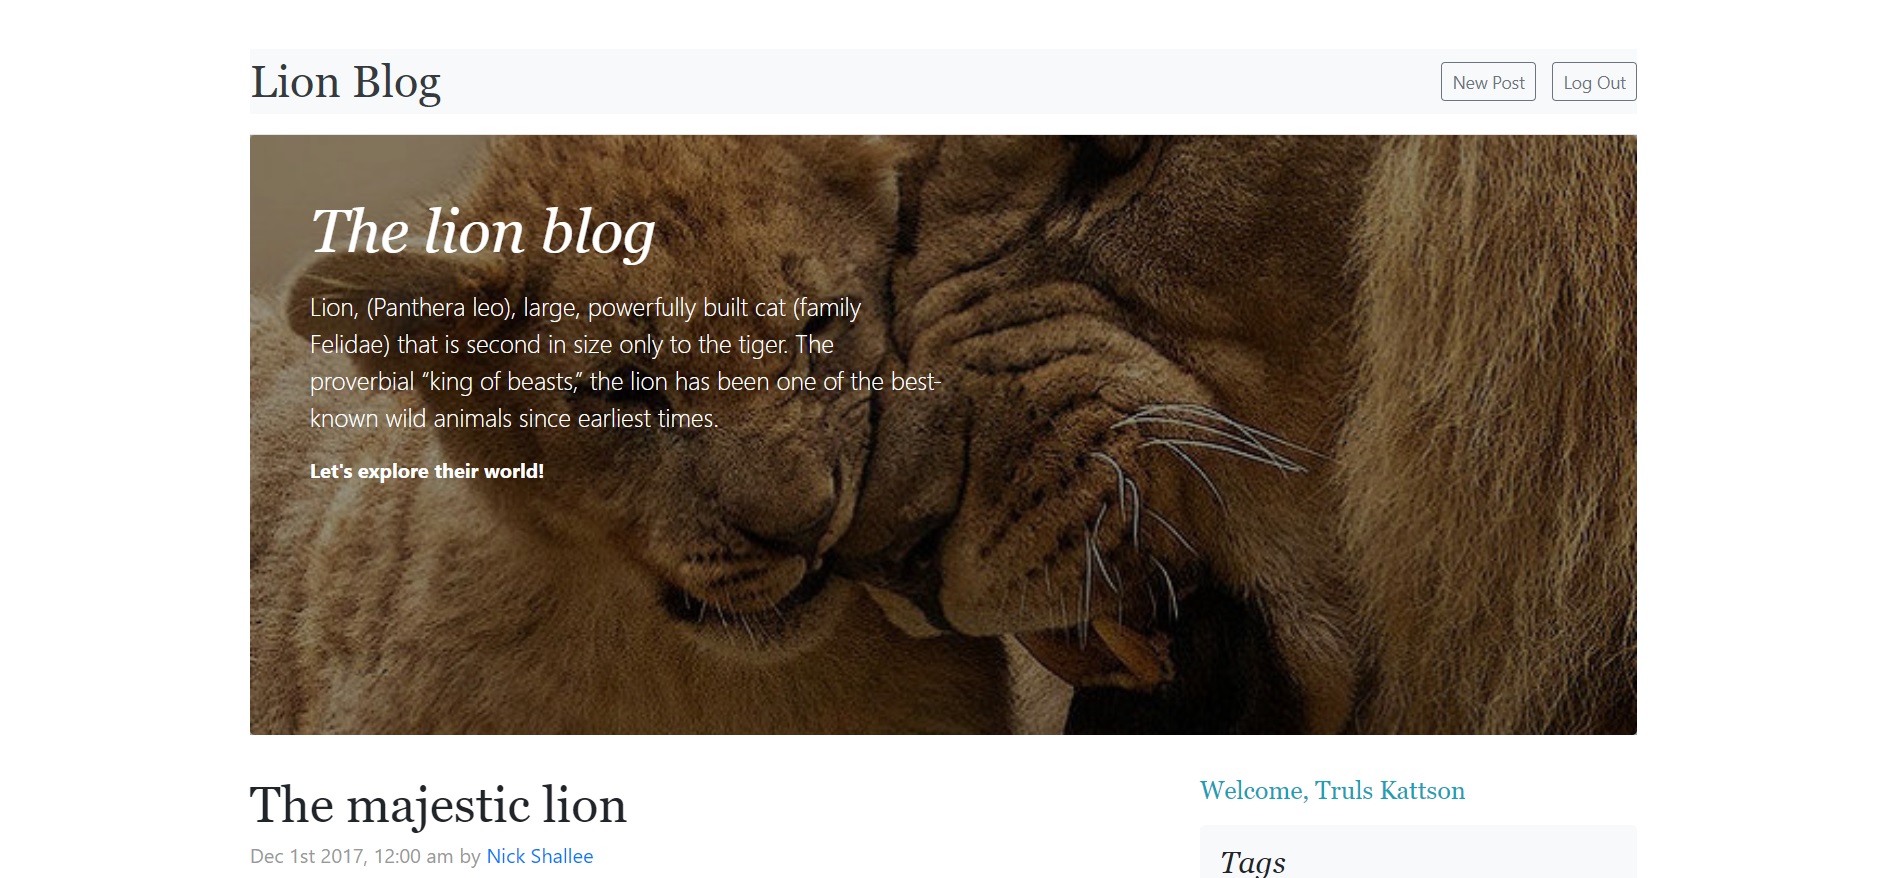 Lion Blog
New Post
Log Out
The lion blog
Lion, (Panthera leo), large, powerfully built cat (family
Felidae) that is second in size only to the tiger. The
proverbial “king of beasts,” the lion has been one of the best-
known wild animals since earliest times.
Let's explore their world!
The majestic lion
Dec 1st 2017, 12:00 am by Nick Shallee
Welcome, Truls Kattson
Tags